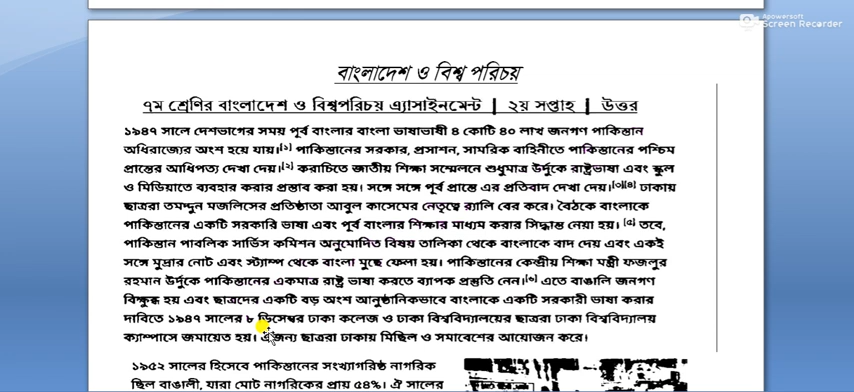 Apowersoft
Screen Recorder
বাংলাদেশ ও বিশ্ব পরিচয়
৭ম শ্রেণির বাংলাদেশ ও বিশ্বপরিচয় এ্যাসাইনমেন্ট | ২য় সপ্তাহ | উত্তর
১৯৪৭ সালে দেশভাগের সময় পূর্ব বাংলার বাংলা ভাষাভাষী ৪ কোটি ৪০ লাখ জনগণ পাকিস্তান
অধিরাজ্যের অংশ হয়ে যায়।[১] পাকিস্তানের সরকার, প্রসাশন, সামরিক বাহিনীতে পাকিস্তানের পশ্চিম
প্রান্তের আধিপত্য দেখা দেয়।[২] করাচিতে জাতীয় শিক্ষা সম্মেলনে শুধুমাত্র উর্দুকে রাষ্ট্রভাষা এবং স্কুল
ও মিডিয়াতে ব্যবহার করার প্রস্তাব করা হয়। সঙ্গে সঙ্গে পূর্ব প্রান্তে এর প্রতিবাদ দেখা দেয়।[৩][৪] ঢাকায়
ছাত্ররা তমদ্দুন মজলিসের প্রতিষ্ঠাতা আবুল কাসেমের নেতৃত্বে র‍্যালি বের করে। বৈঠকে বাংলাকে
পাকিস্তানের একটি সরকারি ভাষা এবং পূর্ব বাংলার শিক্ষার মাধ্যম করার সিদ্ধান্ত নেয়া হয়। [৫] তবে,
পাকিস্তান পাবলিক সার্ভিস কমিশন অনুমোদিত বিষয় তালিকা থেকে বাংলাকে বাদ দেয় এবং একই
সঙ্গে মুদ্রার নোট এবং স্ট্যাম্প থেকে বাংলা মুছে ফেলা হয়। পাকিস্তানের কেন্দ্রীয় শিক্ষা মন্ত্রী ফজলুর
রহমান উর্দুকে পাকিস্তানের একমাত্র রাষ্ট্র ভাষা করতে ব্যাপক প্রস্তুতি নেন।[৬] এতে বাঙালি জনগণ
বিক্ষুব্ধ হয় এবং ছাত্রদের একটি বড় অংশ আনুষ্ঠানিকভাবে বাংলাকে একটি সরকারী ভাষা করার
দাবিতে ১৯৪৭ সালের ৮ ডিসেম্বর ঢাকা কলেজ ও ঢাকা বিশ্ববিদ্যালয়ের ছাত্ররা ঢাকা বিশ্ববিদ্যালয়
ক্যাম্পাসে জমায়েত হয়। এজন্য ছাত্ররা ঢাকায় মিছিল ও সমাবেশের আয়োজন করে।
১৯৫২ সালের হিসেবে পাকিস্তানের সংখ্যাগরিষ্ঠ নাগরিক
ছিল বাঙালী, যারা মোট নাগরিকের প্রায় ৫৪%। ঐ সালের